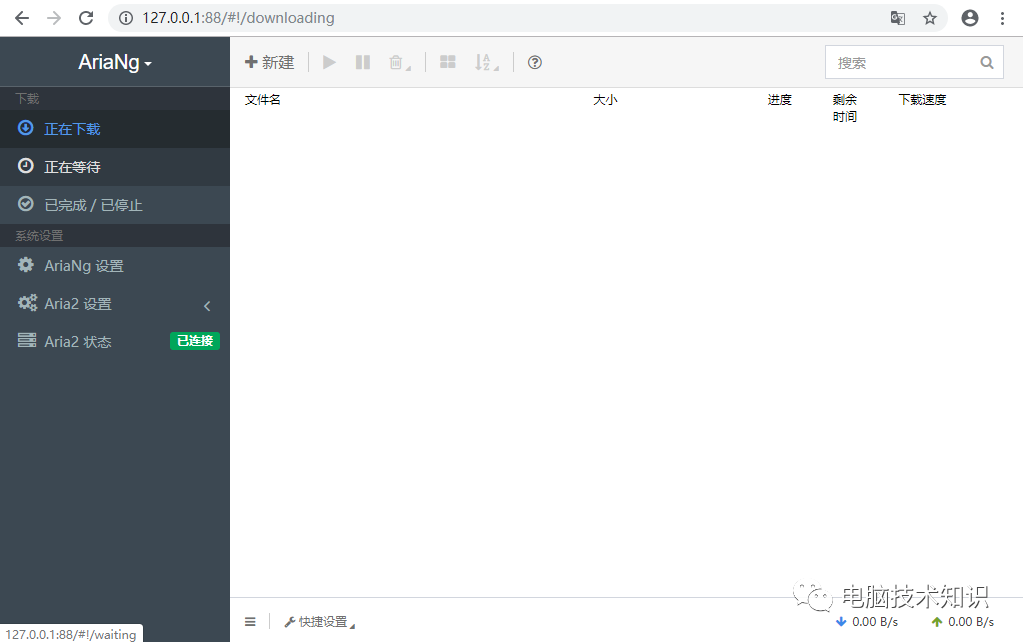 127.0.0.1:88/#!/downloading
AriaNg
新建
搜索
下载
正在下载
正在等待
已完成 / 已停止
系统设置
AriaNg 设置
Aria2 设置
Aria2 状态 已连接
文件名 大小 进度 剩余 下载速度
时间
电脑技术知识
快捷设置 0.00 B/s 0.00 B/s
127.0.0.1:88/#!/waiting